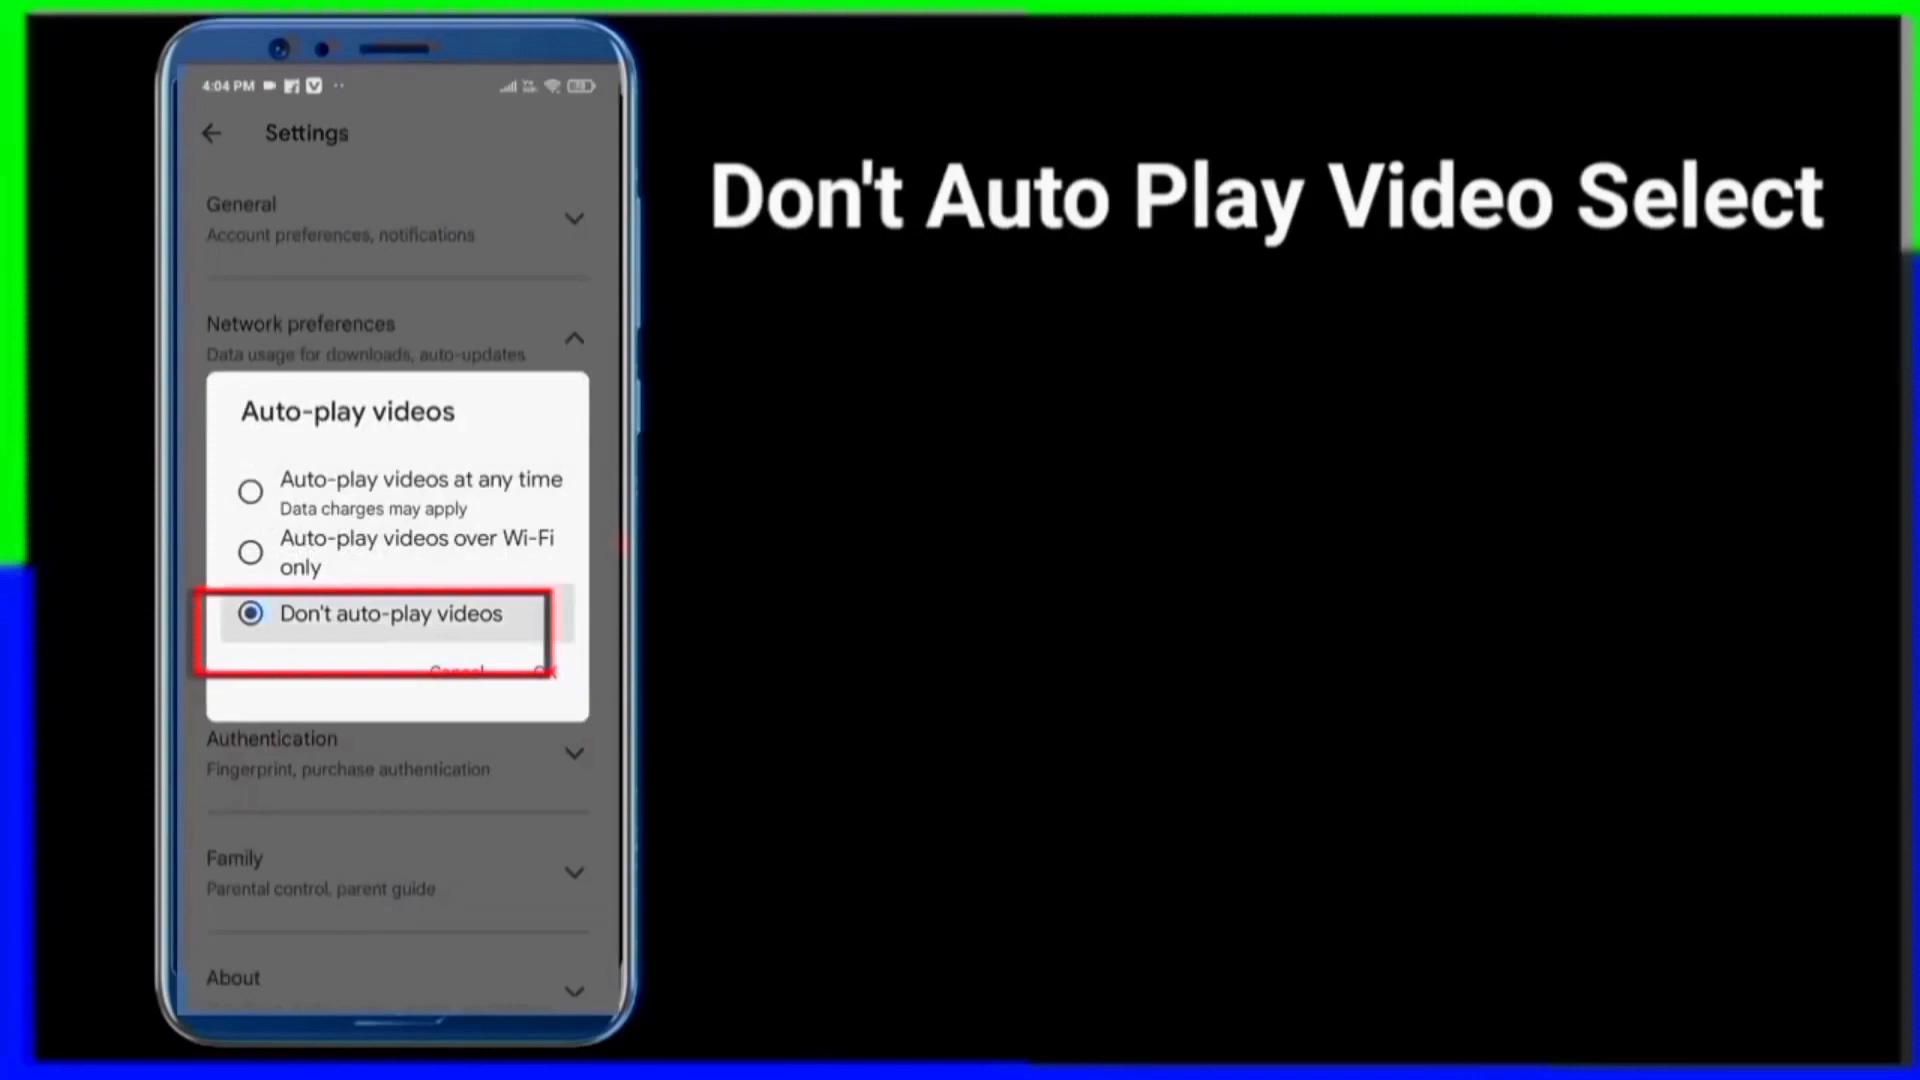 4:04 PM
Settings
Don't Auto Play Video Select
General
Account preferences, notifications
Network preferences
Data usage for downloads, auto-updates
Auto-play videos
Auto-play videos at any time
Data charges may apply
Auto-play videos over Wi-Fi
only
Don't auto-play videos
Cancel OK
Authentication
Fingerprint, purchase authentication
Family
Parental control, parent guide
About